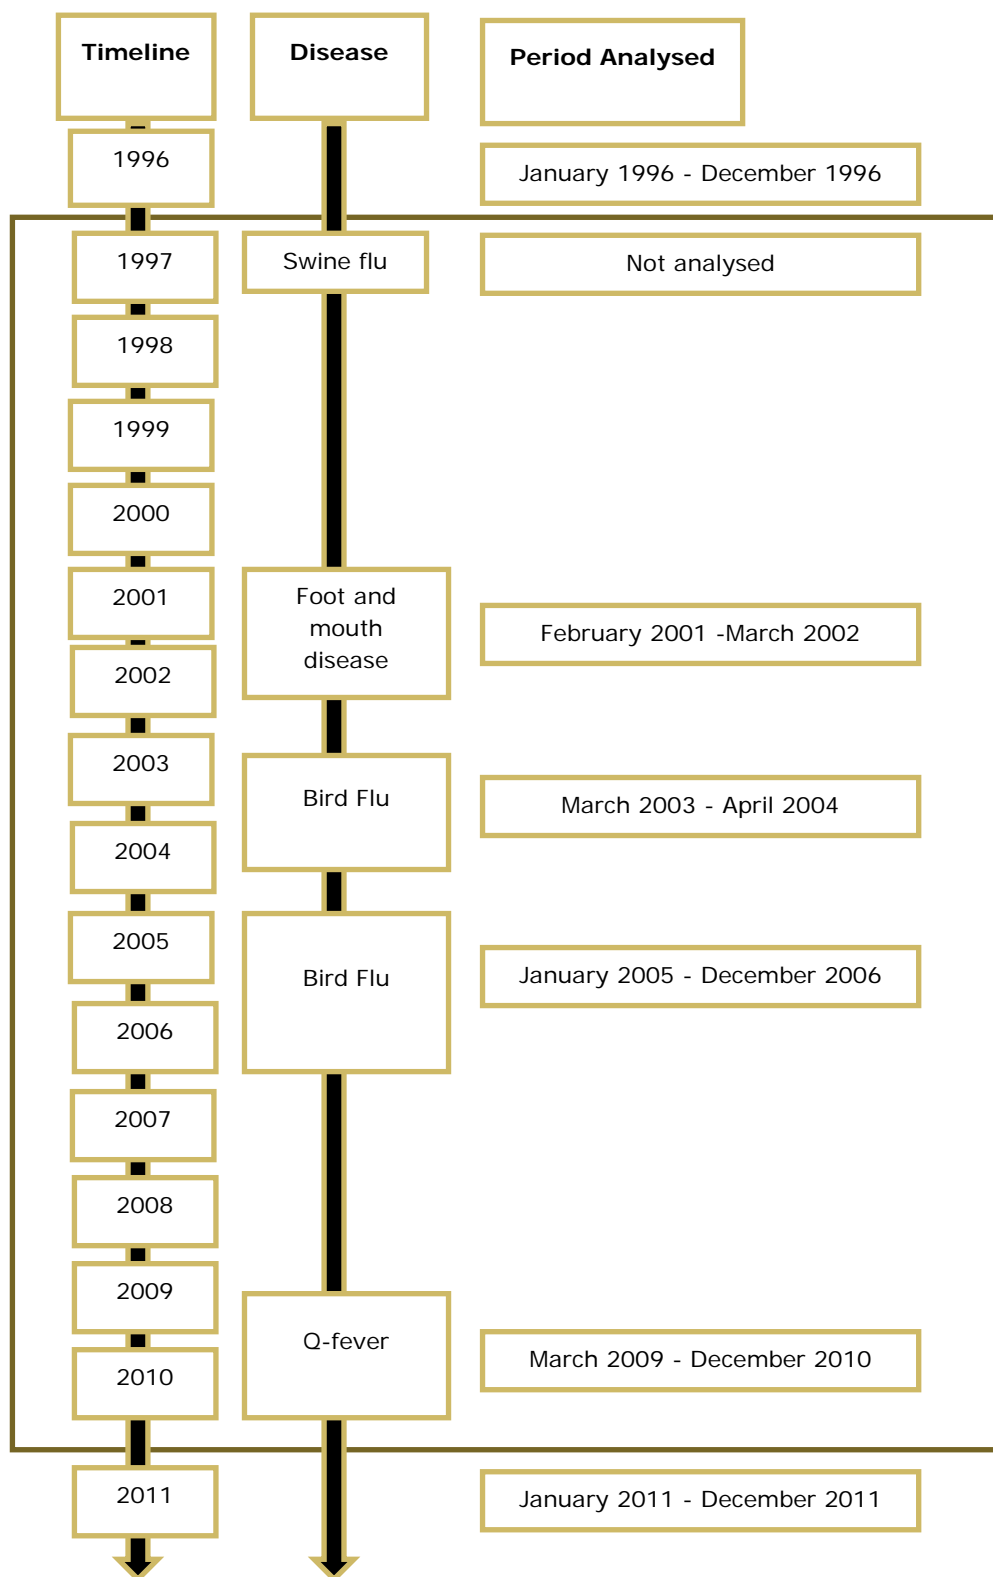 Timeline
Disease
Period Analysed
1996
January 1996 - December 1996
1997
Swine flu
Not analysed
1998
1999
2000
2001
Foot and
mouth
disease
February 2001 -March 2002
2002
2003
Bird Flu
March 2003 - April 2004
2004
2005
Bird Flu
January 2005 - December 2006
2006
2007
2008
2009
Q-fever
March 2009 - December 2010
2010
2011
January 2011 - December 2011